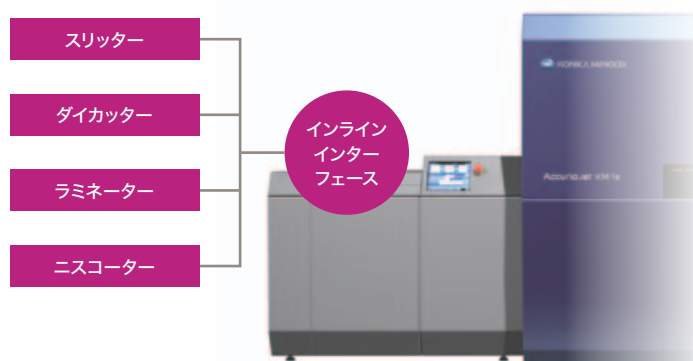 スリッター
ダイカッター
ラミネーター
ニスコーター
インライン
インター
フェース
KONICA MINOLTA
AccurioJet KM-1e